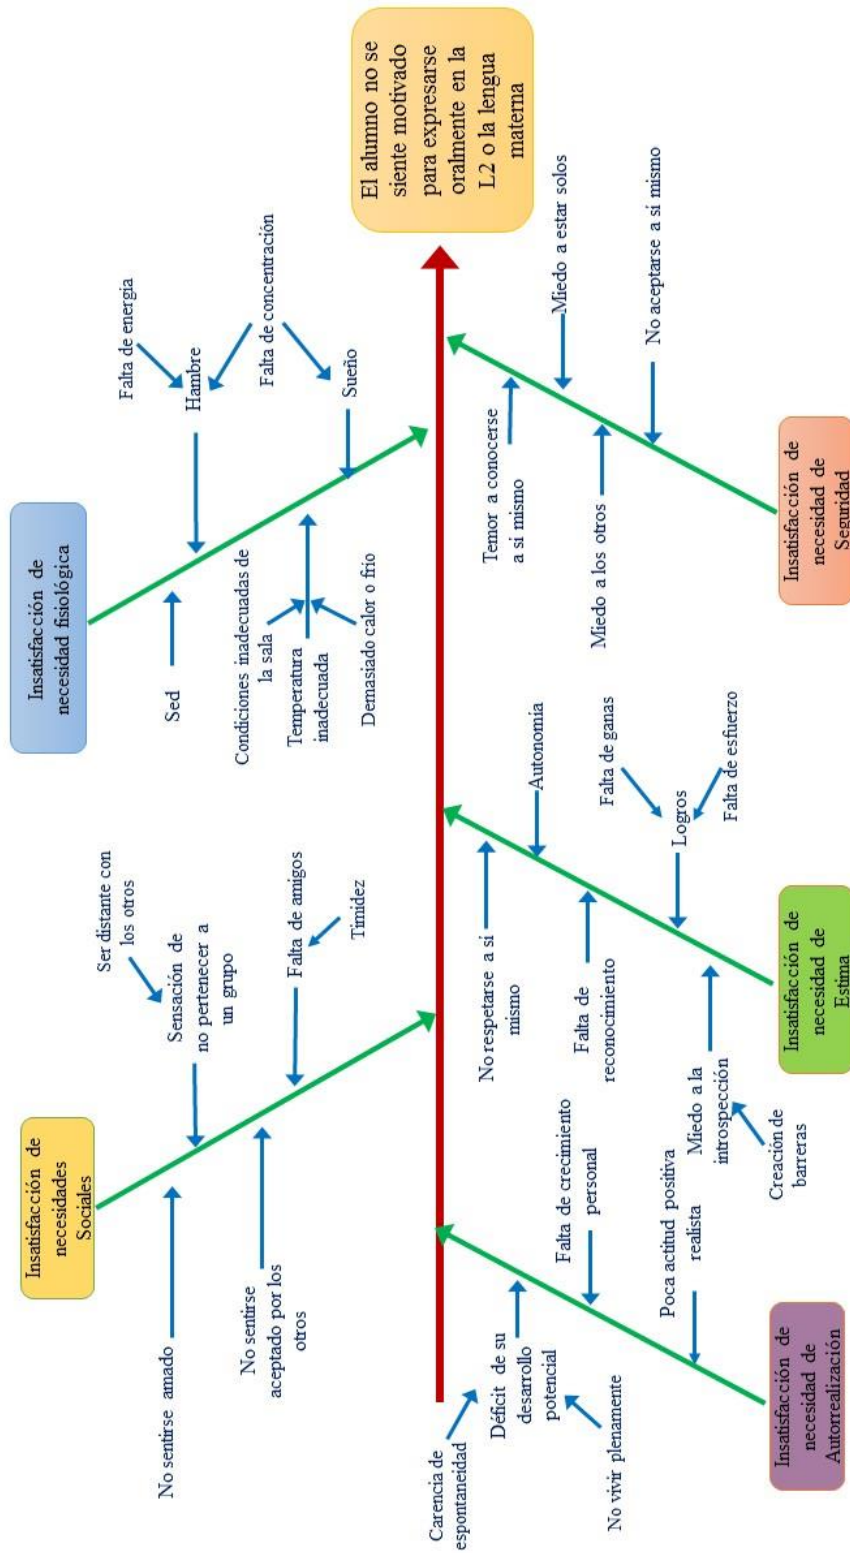 Insatisfacción de
necesidades
Sociales
Ser distante con
los otros
Sensación de
no pertenecer a
un grupo
Falta de amigos
Timidez
No sentirse amado
No sentirse
aceptado por los
otros
Insatisfacción de
necesidad fisiológica
Falta de energia
Hambre
Falta de concentración
Sueño
Sed
Condiciones inadecuadas de
la sala
Temperatura
inadecuada
Demasiado calor o frio
El alumno no se
siente motivado
para expresarse
oralmente en la
L2 o la lengua
materna
Carencia de
espontaneidad
Déficit de su
desarrollo
potencial
No vivir plenamente
Falta de crecimiento
personal
Poca actitud positiva
realista
Insatisfacción de
necesidad de
Autorrealización
No respetarse a sí
mismo
Autonomía
Falta de
reconocimiento
Falta de ganas
Logros
Falta de esfuerzo
Miedo a la
introspección
Creación de
barreras
Insatisfacción de
necesidad de
Estima
Temor a conocerse
a si mismo
Miedo a estar solos
Miedo a los otros
No aceptarse a sí mismo
Insatisfacción de
necesidad de
Seguridad